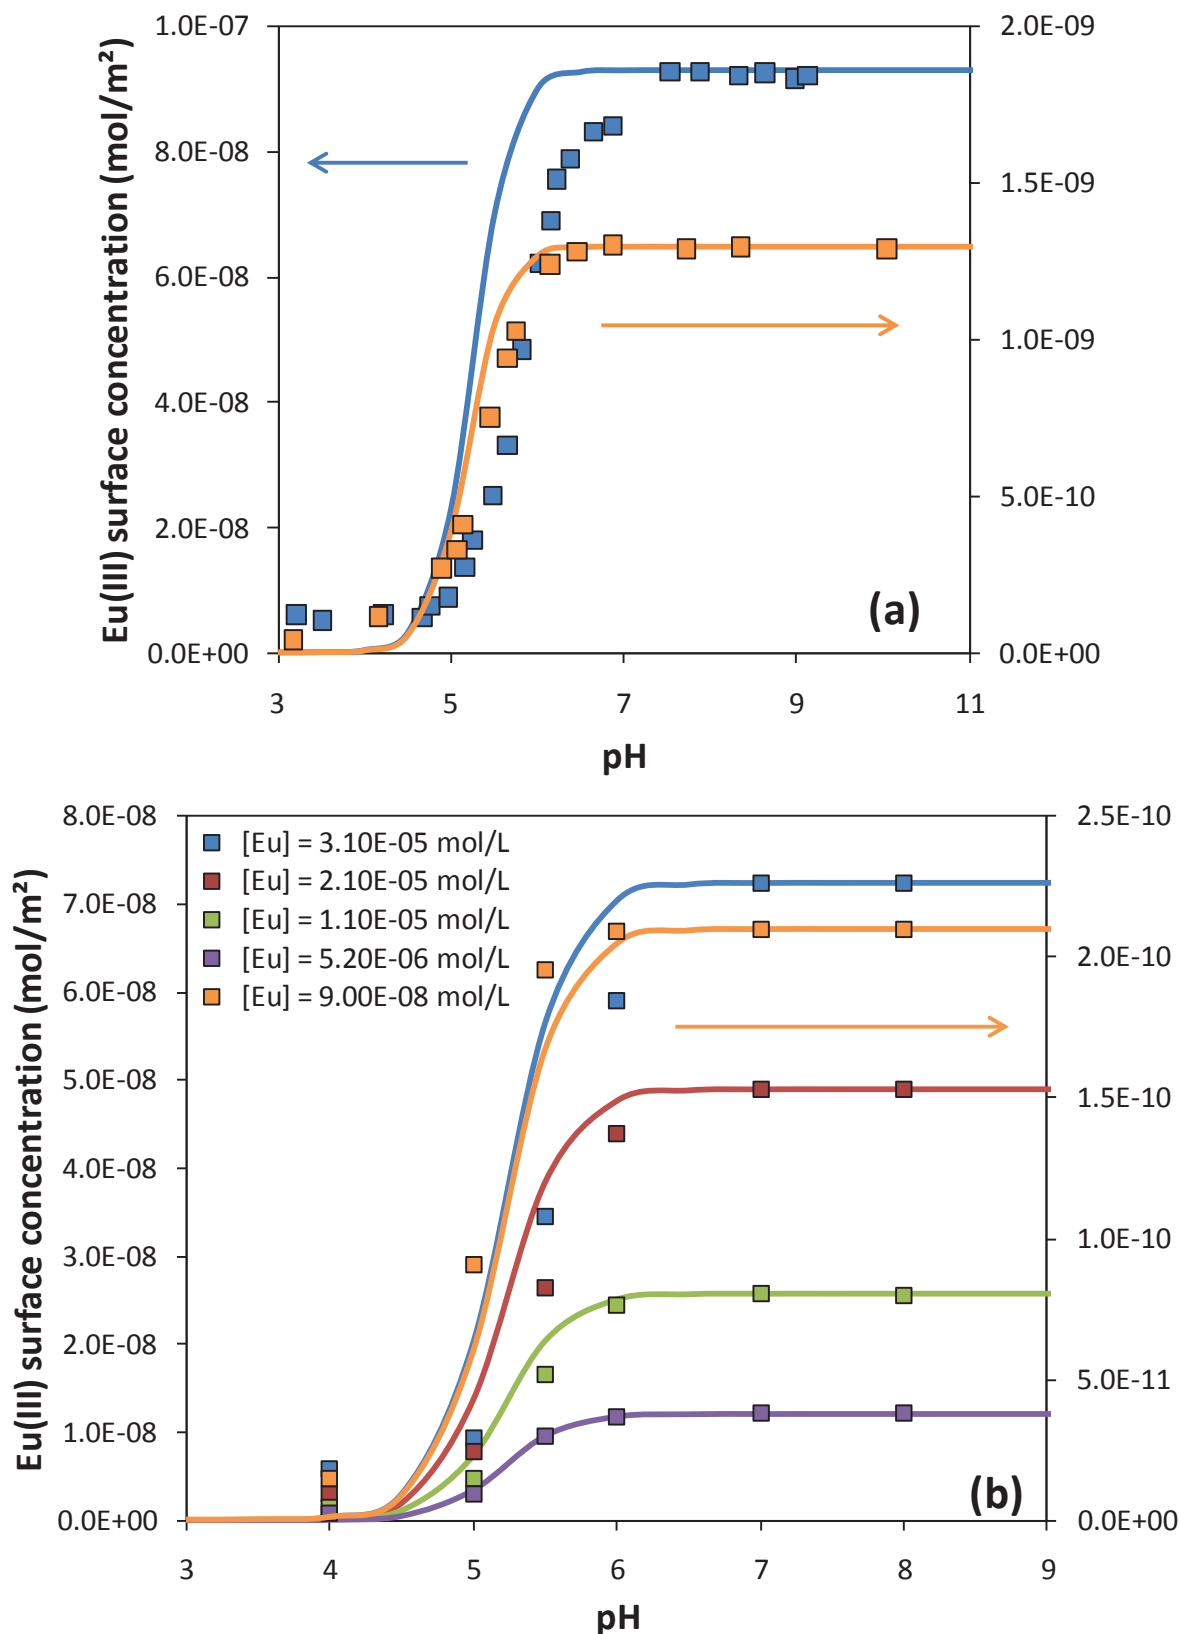 1.0E-07
8.0E-08
6.0E-08
4.0E-08
2.0E-08
0.0E+00
Eu(III) surface concentration (mol/m²)
2.0E-09
1.5E-09
1.0E-09
5.0E-10
0.0E+00
(a)
3 5 7 9 11
pH
8.0E-08
7.0E-08
6.0E-08
5.0E-08
4.0E-08
3.0E-08
2.0E-08
1.0E-08
0.0E+00
Eu(III) surface concentration (mol/m²)
[Eu] = 3.10E-05 mol/L
[Eu] = 2.10E-05 mol/L
[Eu] = 1.10E-05 mol/L
[Eu] = 5.20E-06 mol/L
[Eu] = 9.00E-08 mol/L
2.5E-10
2.0E-10
1.5E-10
1.0E-10
5.0E-11
0.0E+00
(b)
3 4 5 6 7 8 9
pH